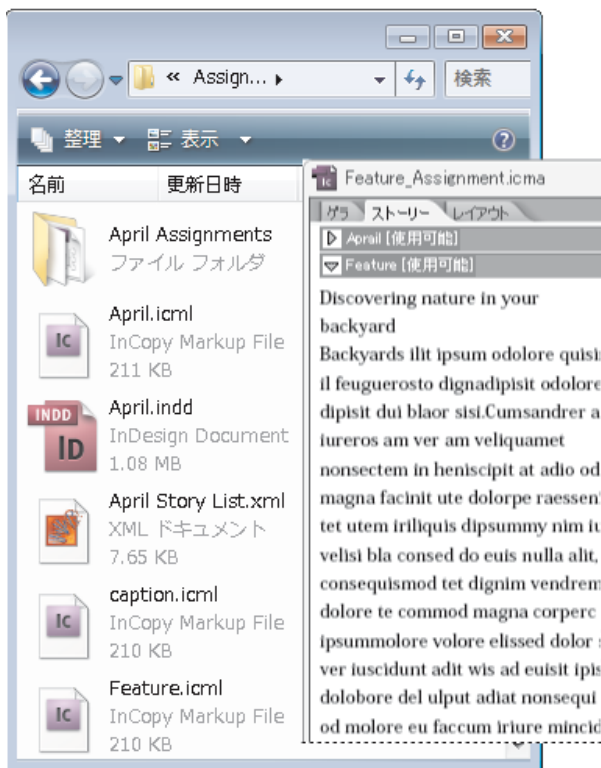 Assign...
検索
整理
表示
名前
更新日時
April Assignments
ファイル フォルダ
April.icml
InCopy Markup File
211 KB
April.indd
InDesign Document
1.08 MB
April Story List.xml
XML ドキュメント
7.65 KB
caption.icml
InCopy Markup File
210 KB
Feature.icml
InCopy Markup File
210 KB
Ic
INDD
ID
Ic
Ic
Feature_Assignment.icma
ゲラ
ストーリー
レイアウト
Aprail [使用可能]
Feature [使用可能]
Discovering nature in your
backyard
Backyards ilit ipsum odolore quisi
il feuguerosto dignadipisit odolore
dipisit dui blaor sisi.Cumsandrer a
iureros am ver am veliquamet
nonsectem in heniscipit at adio od
magna facinit ute dolorpe raessen
tet utem iriliquis dipsummy nim iu
velisi bla consed do euis nulla alit,
consequismod tet dignim vendrem
dolore te commod magna corperc
ipsummolore volore elissed dolor
ver iuscidunt adit wis ad euisit ipis
dolobore del ulput adiat nonsequi
od molore eu faccum iriure mincid